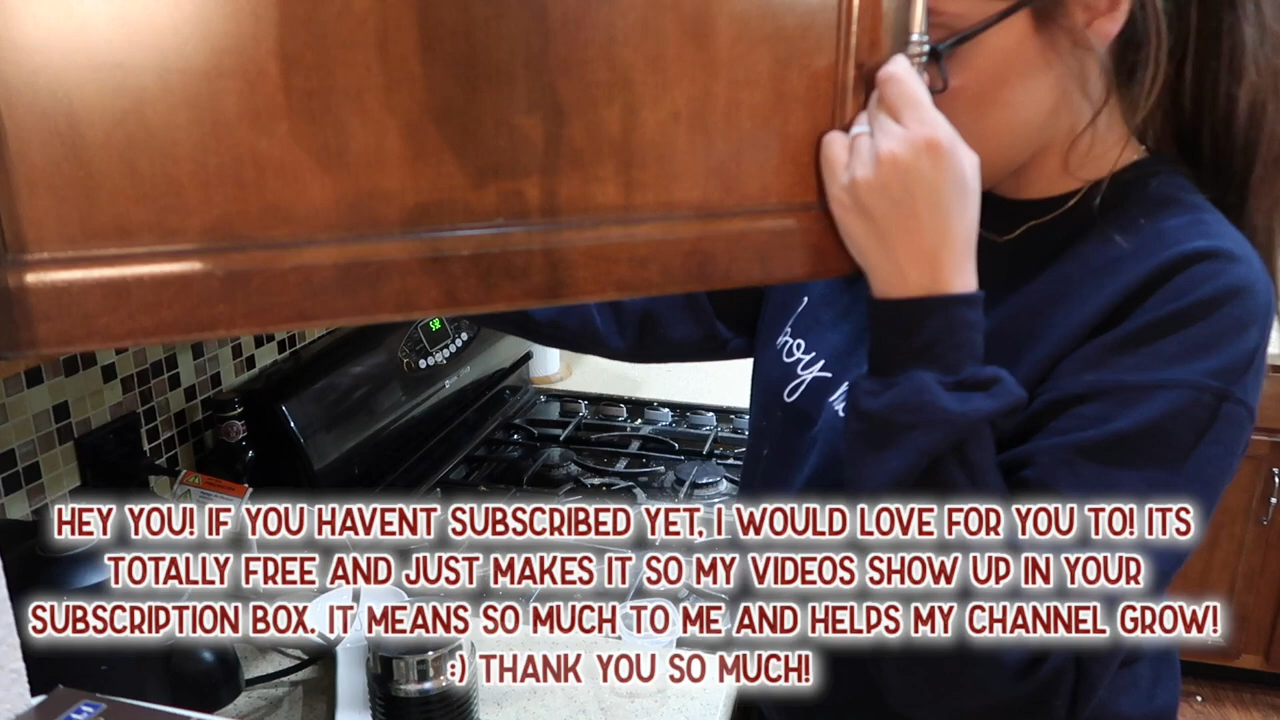 boy
HEY YOU! IF YOU HAVENT SUBSCRIBED YET, I WOULD LOVE FOR YOU TO! ITS
TOTALLY FREE AND JUST MAKES IT SO MY VIDEOS SHOW UP IN YOUR
SUBSCRIPTION BOX. IT MEANS SO MUCH TO ME AND HELPS MY CHANNEL GROW!
:) THANK YOU SO MUCH!